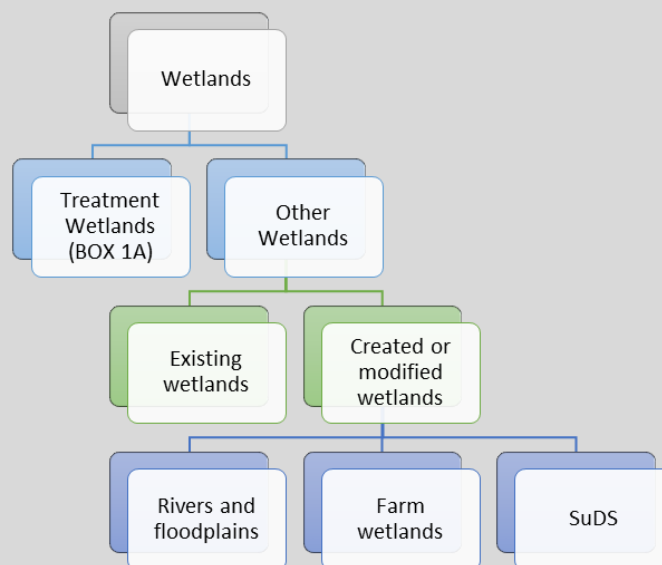 Wetlands
Treatment
Wetlands
(BOX 1A)
Other
Wetlands
Existing
wetlands
Created or
modified
wetlands
Rivers and
floodplains
Farm
wetlands
SuDS